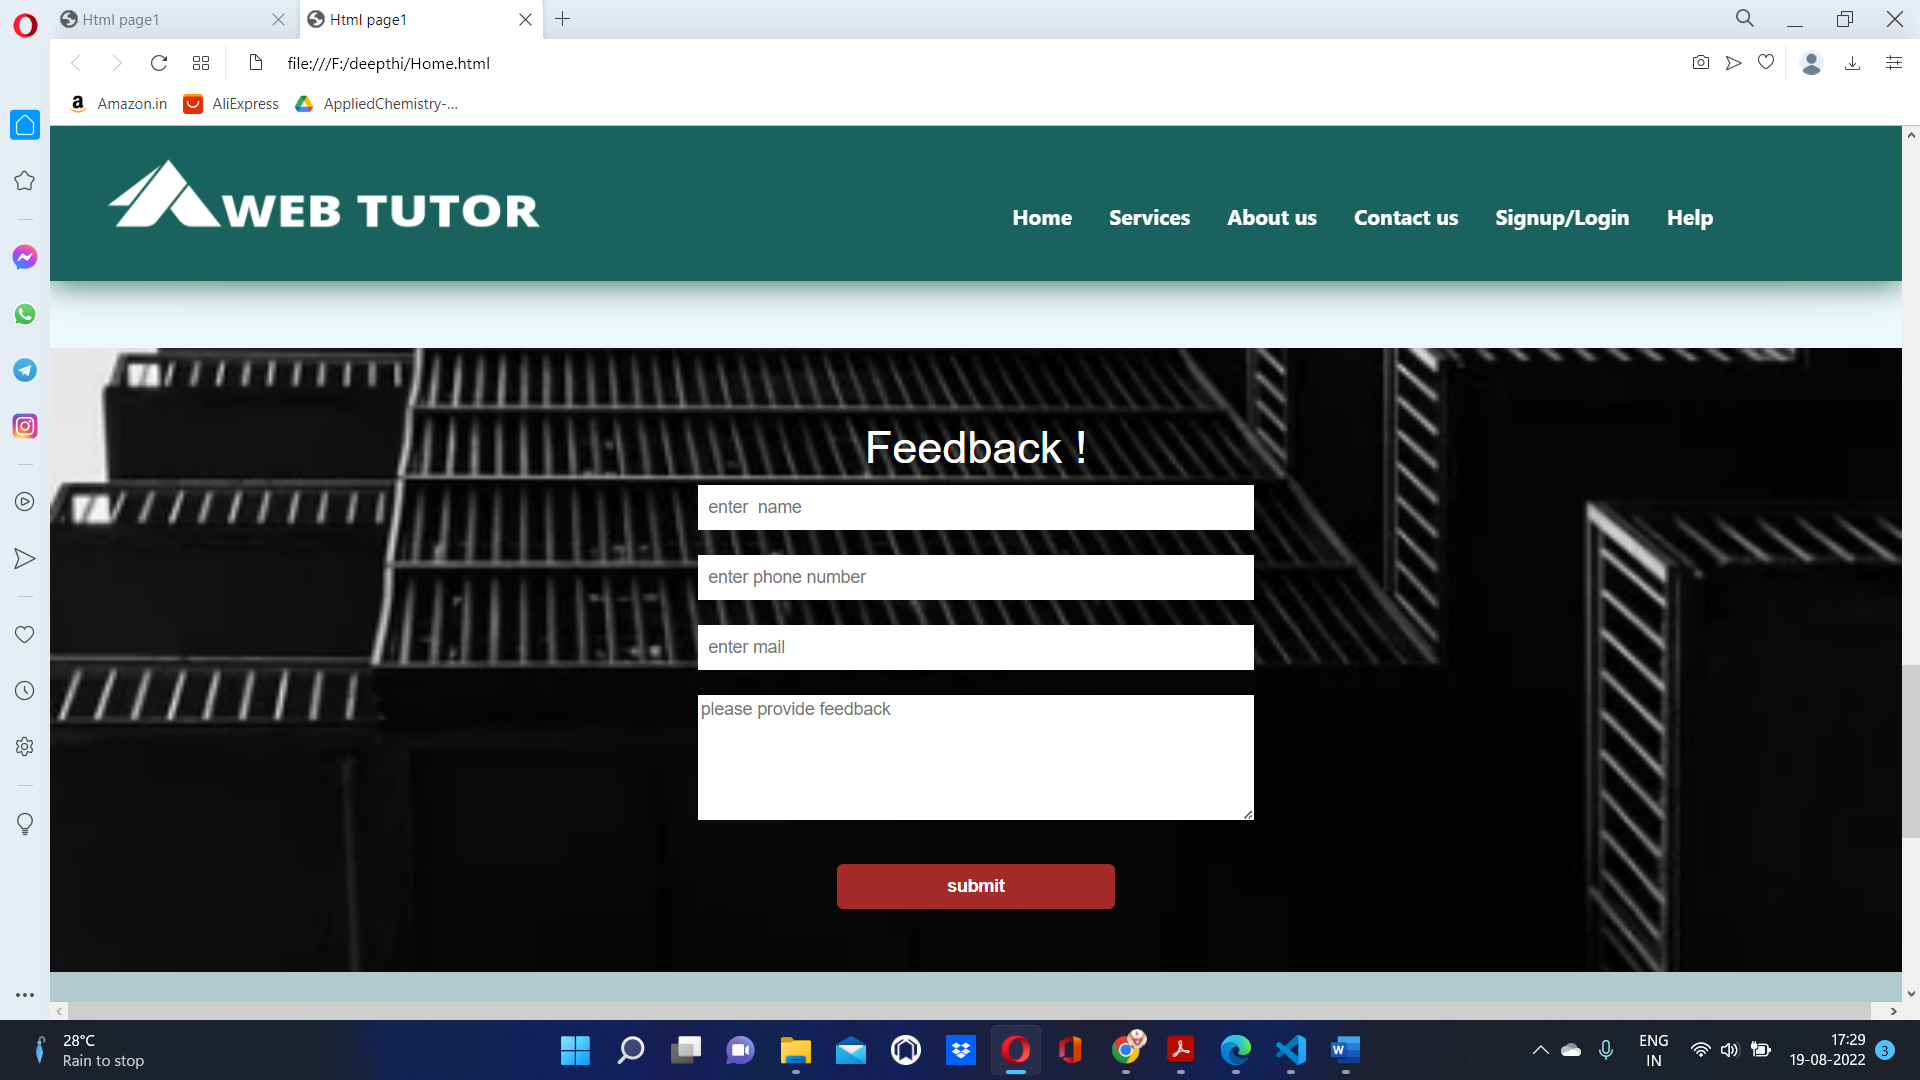 Html page1
Html page1
file:///F:/deepthi/Home.html
Amazon.in
AliExpress
AppliedChemistry-...
WEB TUTOR
Home
Services
About us
Contact us
Signup/Login
Help
Feedback !
enter  name
enter phone number
enter mail
please provide feedback
submit
28°C
Rain to stop
ENG
IN
17:29
19-08-2022
3